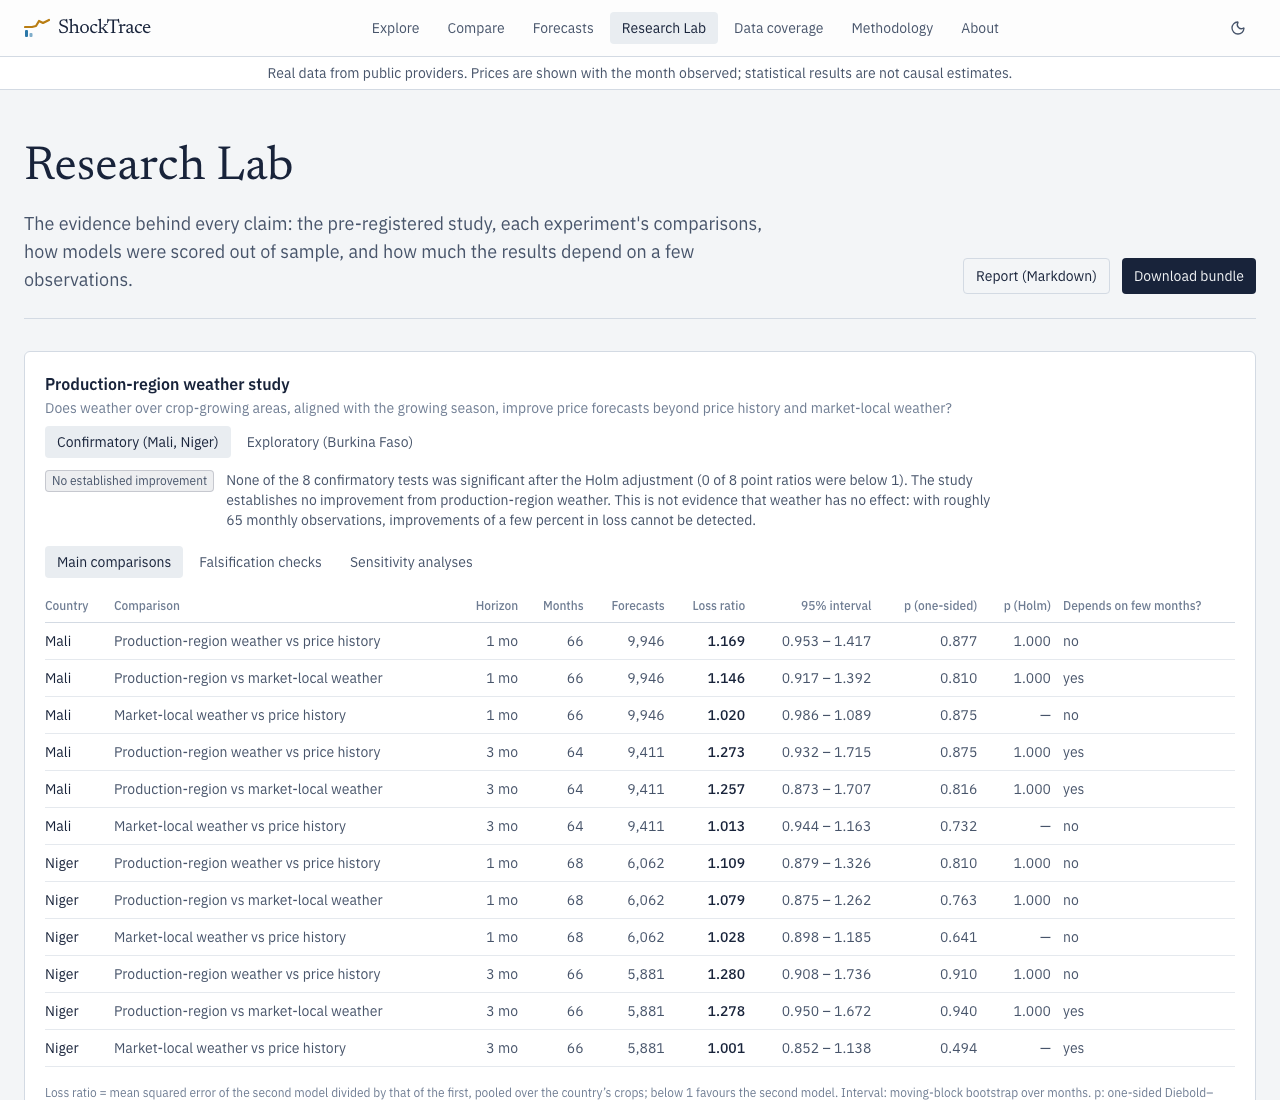 ShockTrace
Explore Compare Forecasts Research Lab Data coverage Methodology About
Real data from public providers. Prices are shown with the month observed; statistical results are not causal estimates.
Research Lab
The evidence behind every claim: the pre-registered study, each experiment's comparisons,
how models were scored out of sample, and how much the results depend on a few
observations.
Report (Markdown) Download bundle
Production-region weather study
Does weather over crop-growing areas, aligned with the growing season, improve price forecasts beyond price history and market-local weather?
Confirmatory (Mali, Niger) Exploratory (Burkina Faso)
No established improvement
None of the 8 confirmatory tests was significant after the Holm adjustment (0 of 8 point ratios were below 1). The study
establishes no improvement from production-region weather. This is not evidence that weather has no effect: with roughly
65 monthly observations, improvements of a few percent in loss cannot be detected.
Main comparisons Falsification checks Sensitivity analyses
Country Comparison Horizon Months Forecasts Loss ratio 95% interval p (one-sided) p (Holm) Depends on few months?
Mali Production-region weather vs price history 1 mo 66 9,946 1.169 0.953 – 1.417 0.877 1.000 no
Mali Production-region vs market-local weather 1 mo 66 9,946 1.146 0.917 – 1.392 0.810 1.000 yes
Mali Market-local weather vs price history 1 mo 66 9,946 1.020 0.986 – 1.089 0.875 — no
Mali Production-region weather vs price history 3 mo 64 9,411 1.273 0.932 – 1.715 0.875 1.000 yes
Mali Production-region vs market-local weather 3 mo 64 9,411 1.257 0.873 – 1.707 0.816 1.000 yes
Mali Market-local weather vs price history 3 mo 64 9,411 1.013 0.944 – 1.163 0.732 — no
Niger Production-region weather vs price history 1 mo 68 6,062 1.109 0.879 – 1.326 0.810 1.000 no
Niger Production-region vs market-local weather 1 mo 68 6,062 1.079 0.875 – 1.262 0.763 1.000 no
Niger Market-local weather vs price history 1 mo 68 6,062 1.028 0.898 – 1.185 0.641 — no
Niger Production-region weather vs price history 3 mo 66 5,881 1.280 0.908 – 1.736 0.910 1.000 no
Niger Production-region vs market-local weather 3 mo 66 5,881 1.278 0.950 – 1.672 0.940 1.000 yes
Niger Market-local weather vs price history 3 mo 66 5,881 1.001 0.852 – 1.138 0.494 — yes
Loss ratio = mean squared error of the second model divided by that of the first, pooled over the country’s crops; below 1 favours the second model. Interval: moving-block bootstrap over months. p: one-sided Diebold–